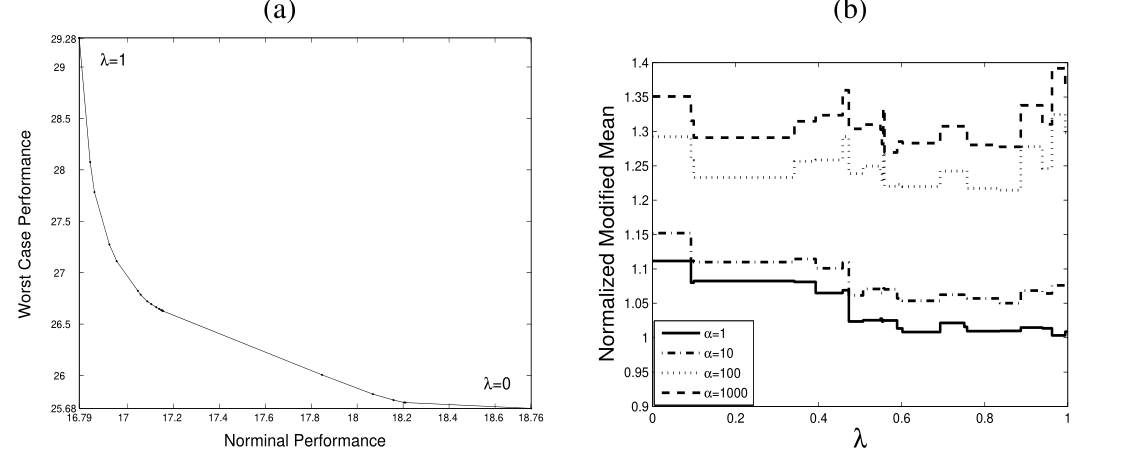 (a)
29.28
29
28.5
28
27.5
27
26.5
26
25.68
16.79 17 17.2 17.4 17.6 17.8 18 18.2 18.4 18.6 18.76
Worst Case Performance
Norminal Performance
λ=1
λ=0
(b)
1.4
1.35
1.3
1.25
1.2
1.15
1.1
1.05
1
0.95
0.9
0 0.2 0.4 0.6 0.8 1
Normalized Modified Mean
λ
α=1
α=10
α=100
α=1000